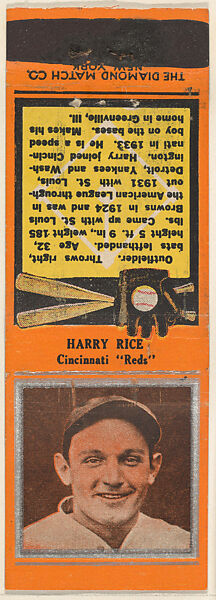 THE DIAMOND MATCH CO.
NEW YORK
Outfielder. Throws, right,
bats lefthanded. Age 32,
height 5 ft. 9 in., weight 185
lbs. Came up with St. Louis
Browns in 1924 and was in
the American League through-
out 1931 with St. Louis,
Detroit, Yankees and Wash-
ington. Harry joined Cincin-
nati in 1933. He is a speed
boy on the bases. Makes his
home in Greenville, Ill.
HARRY RICE
Cincinnati "Reds"